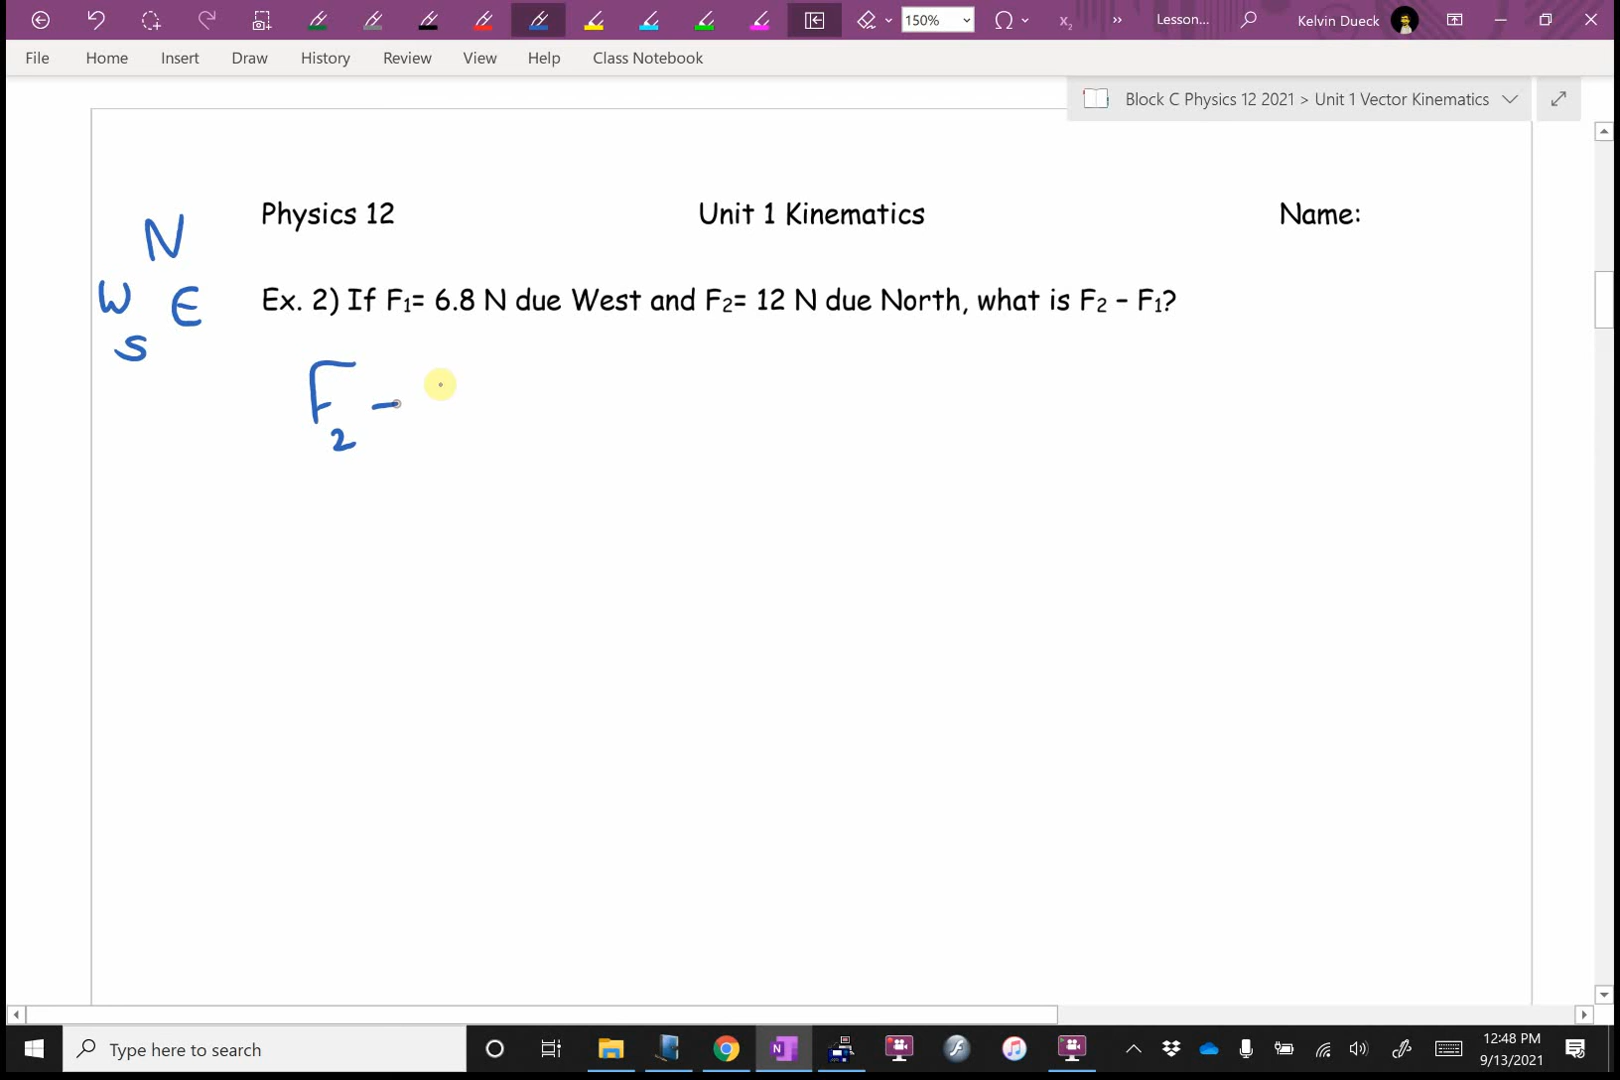 150%
Ω
x₂
››
Lesson...
Kelvin Dueck
File Home Insert Draw History Review View Help Class Notebook
Block C Physics 12 2021 > Unit 1 Vector Kinematics
Physics 12 Unit 1 Kinematics Name:
N
W E
S
Ex. 2) If F₁= 6.8 N due West and F₂= 12 N due North, what is F₂ – F₁?
F₂ –
Type here to search
N
12:48 PM
9/13/2021